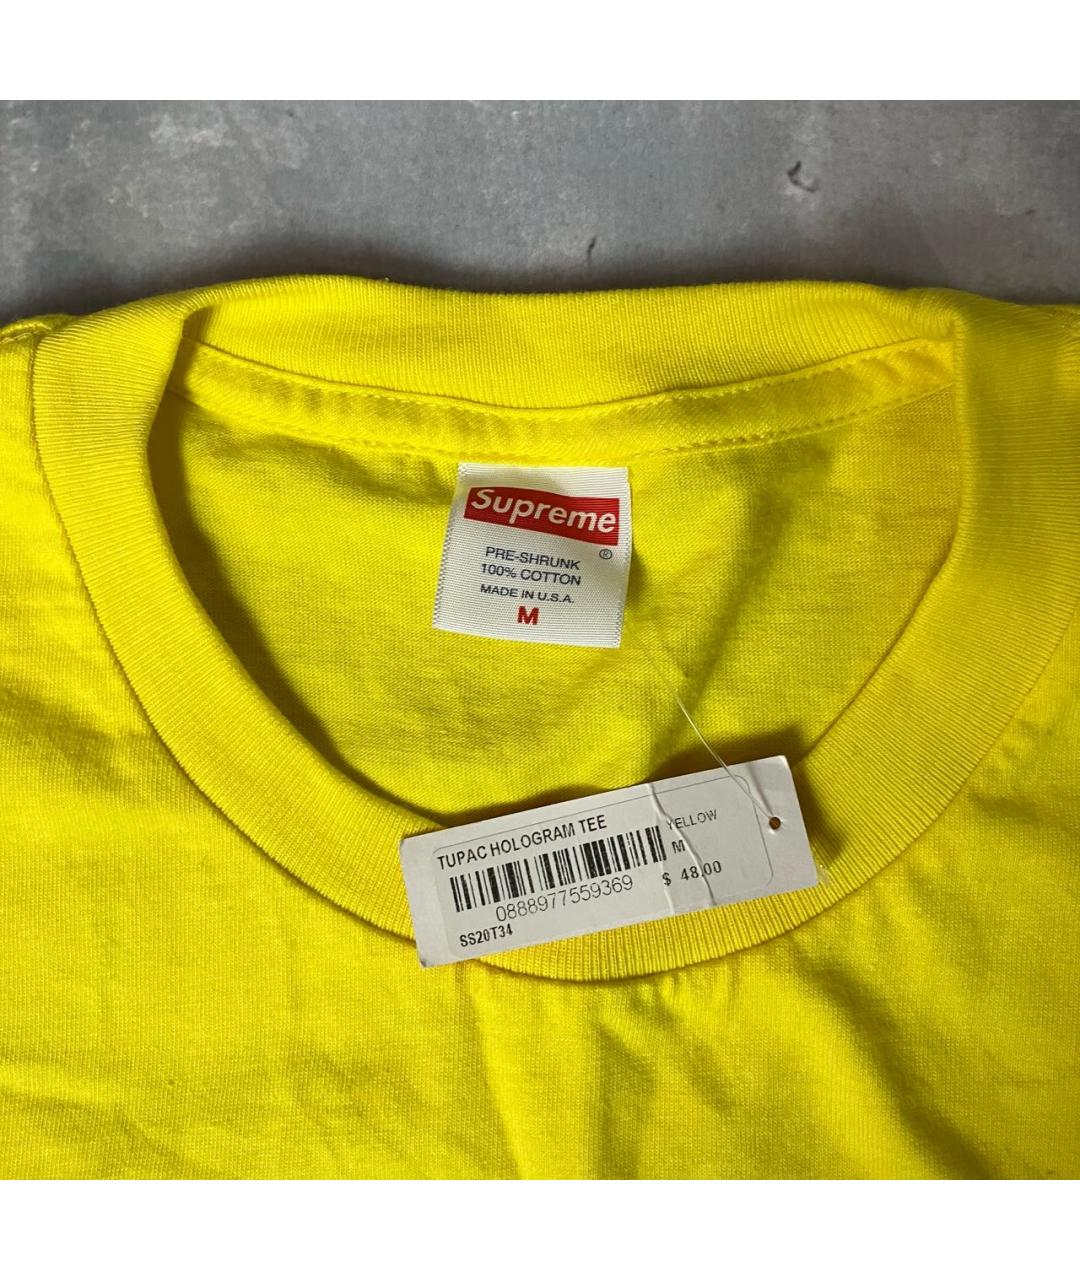 Supreme
®
PRE-SHRUNK
100% COTTON
MADE IN U.S.A.
M
TUPAC HOLOGRAM TEE
YELLOW
M
$ 48.00
0888977559369
SS20T34